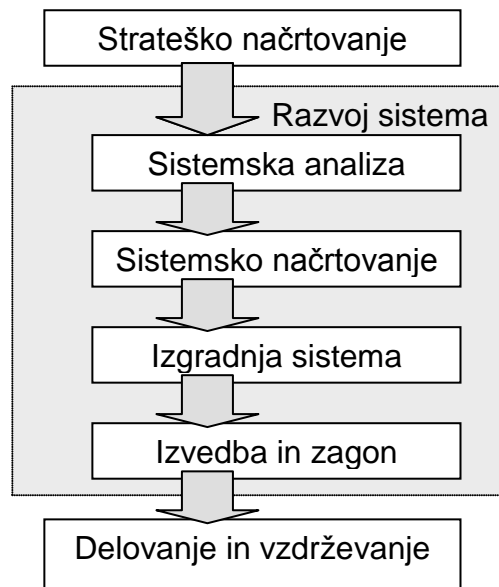 Strateško načrtovanje
Razvoj sistema
Sistemska analiza
Sistemsko načrtovanje
Izgradnja sistema
Izvedba in zagon
Delovanje in vzdrževanje